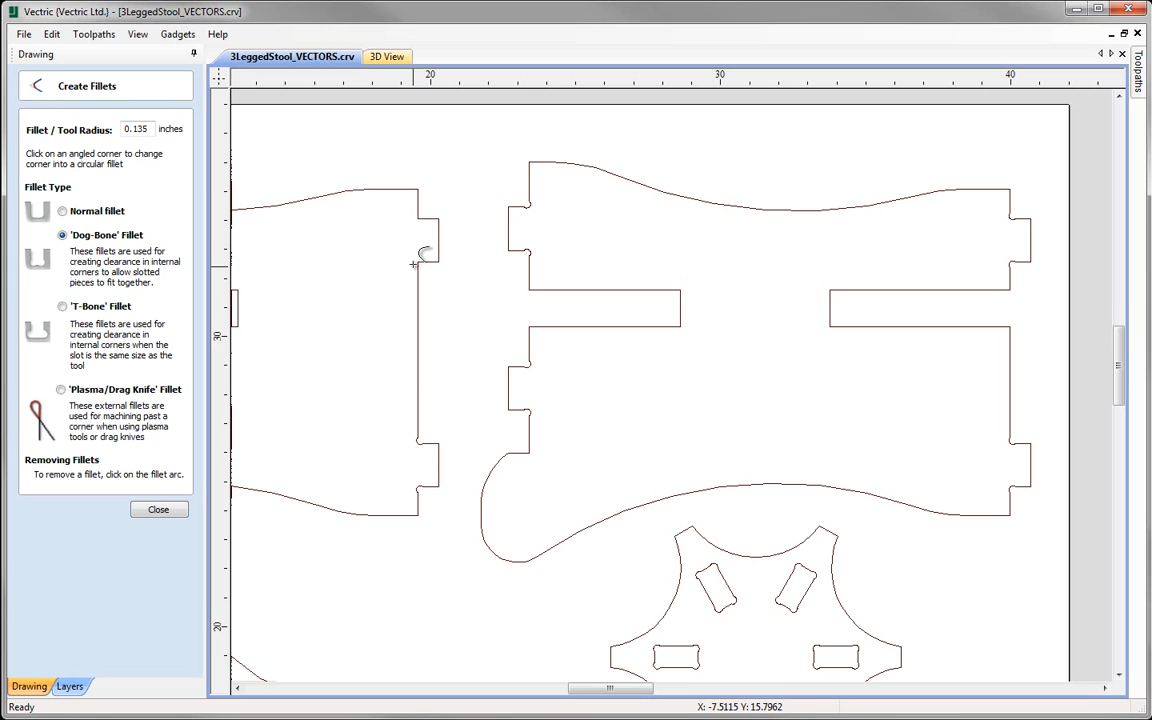 Vectric (Vectric Ltd.) - [3LeggedStool_VECTORS.crv]
File Edit Toolpaths View Gadgets Help
Drawing
3LeggedStool_VECTORS.crv 3D View
Create Fillets
20 30 40
Fillet / Tool Radius: 0.135 inches
Click on an angled corner to change
corner into a circular fillet
Fillet Type
Normal fillet
'Dog-Bone' Fillet
These fillets are used for
creating clearance in internal
corners to allow slotted
pieces to fit together.
'T-Bone' Fillet
These fillets are used for
creating clearance in
internal corners when the
slot is the same size as the
tool
'Plasma/Drag Knife' Fillet
These external fillets are
used for machining past a
corner when using plasma
tools or drag knives
Removing Fillets
To remove a fillet, click on the fillet arc.
Close
30
20
Toolpaths
Drawing Layers
Ready
X: -7.5115 Y: 15.7962